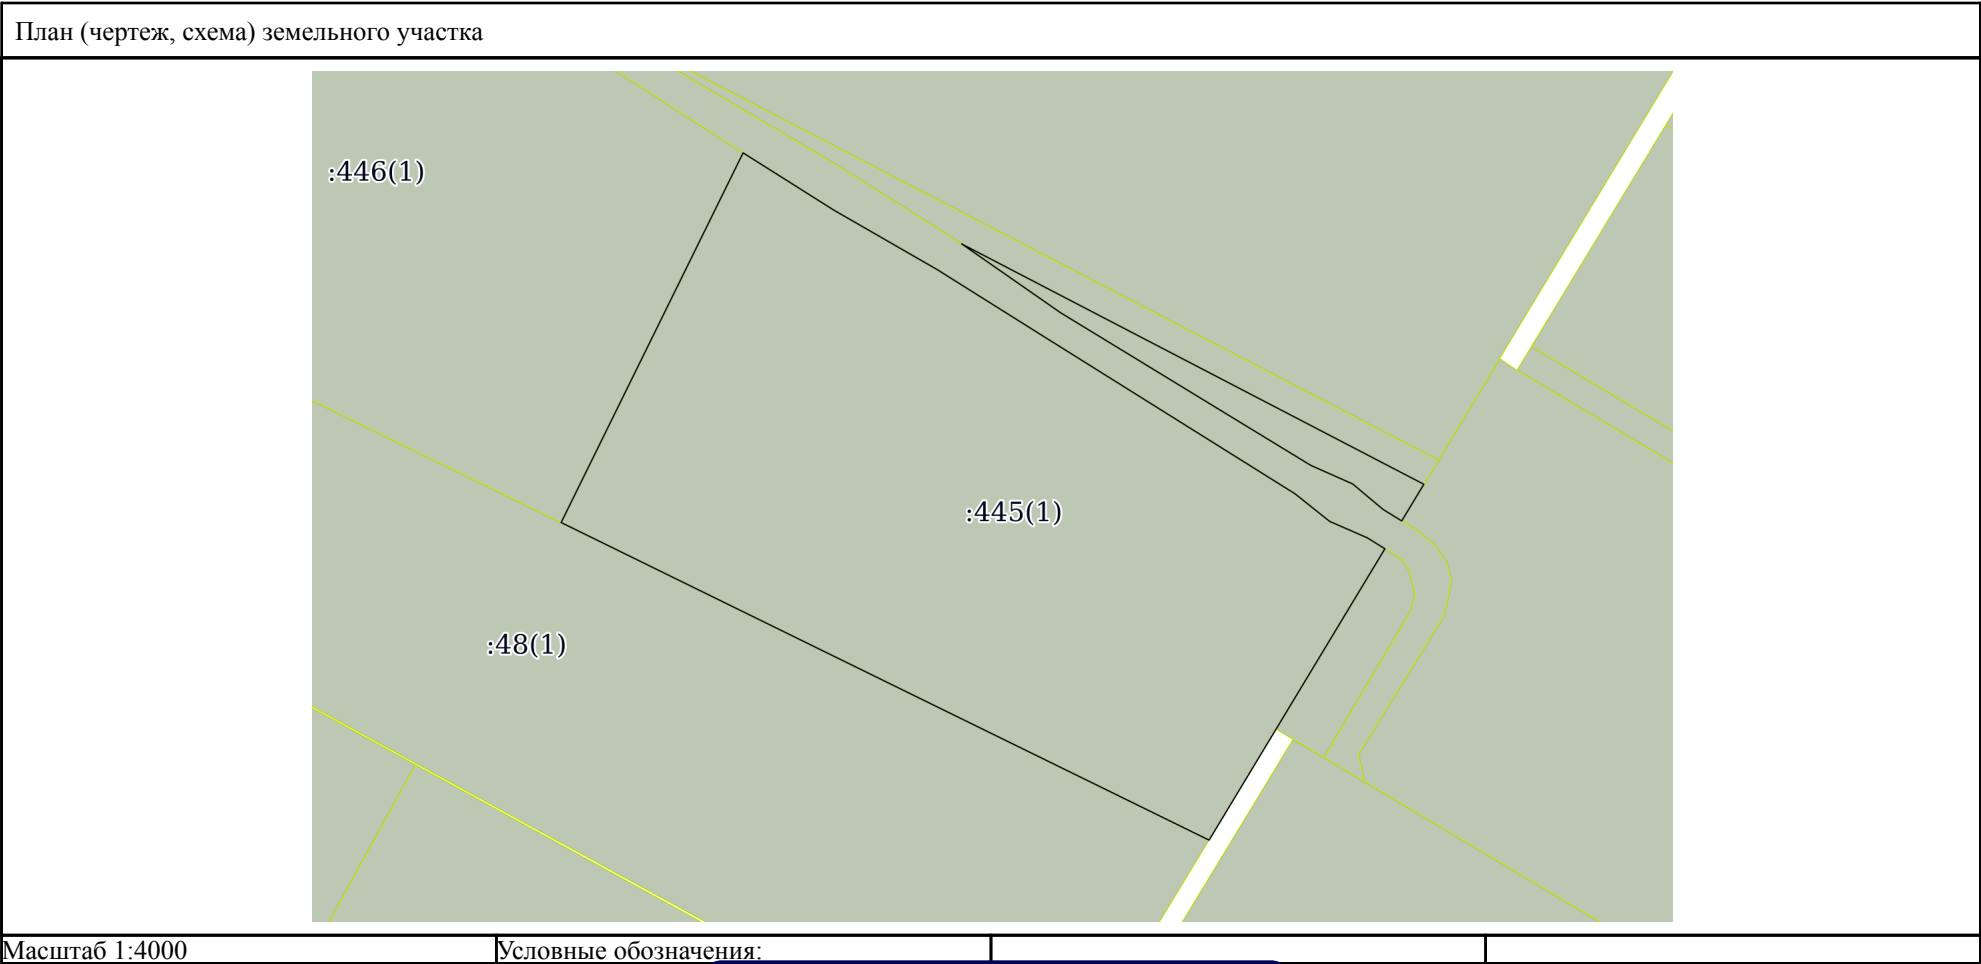 План (чертеж, схема) земельного участка
:446(1)
:445(1)
:48(1)
Масштаб 1:4000
Условные обозначения: